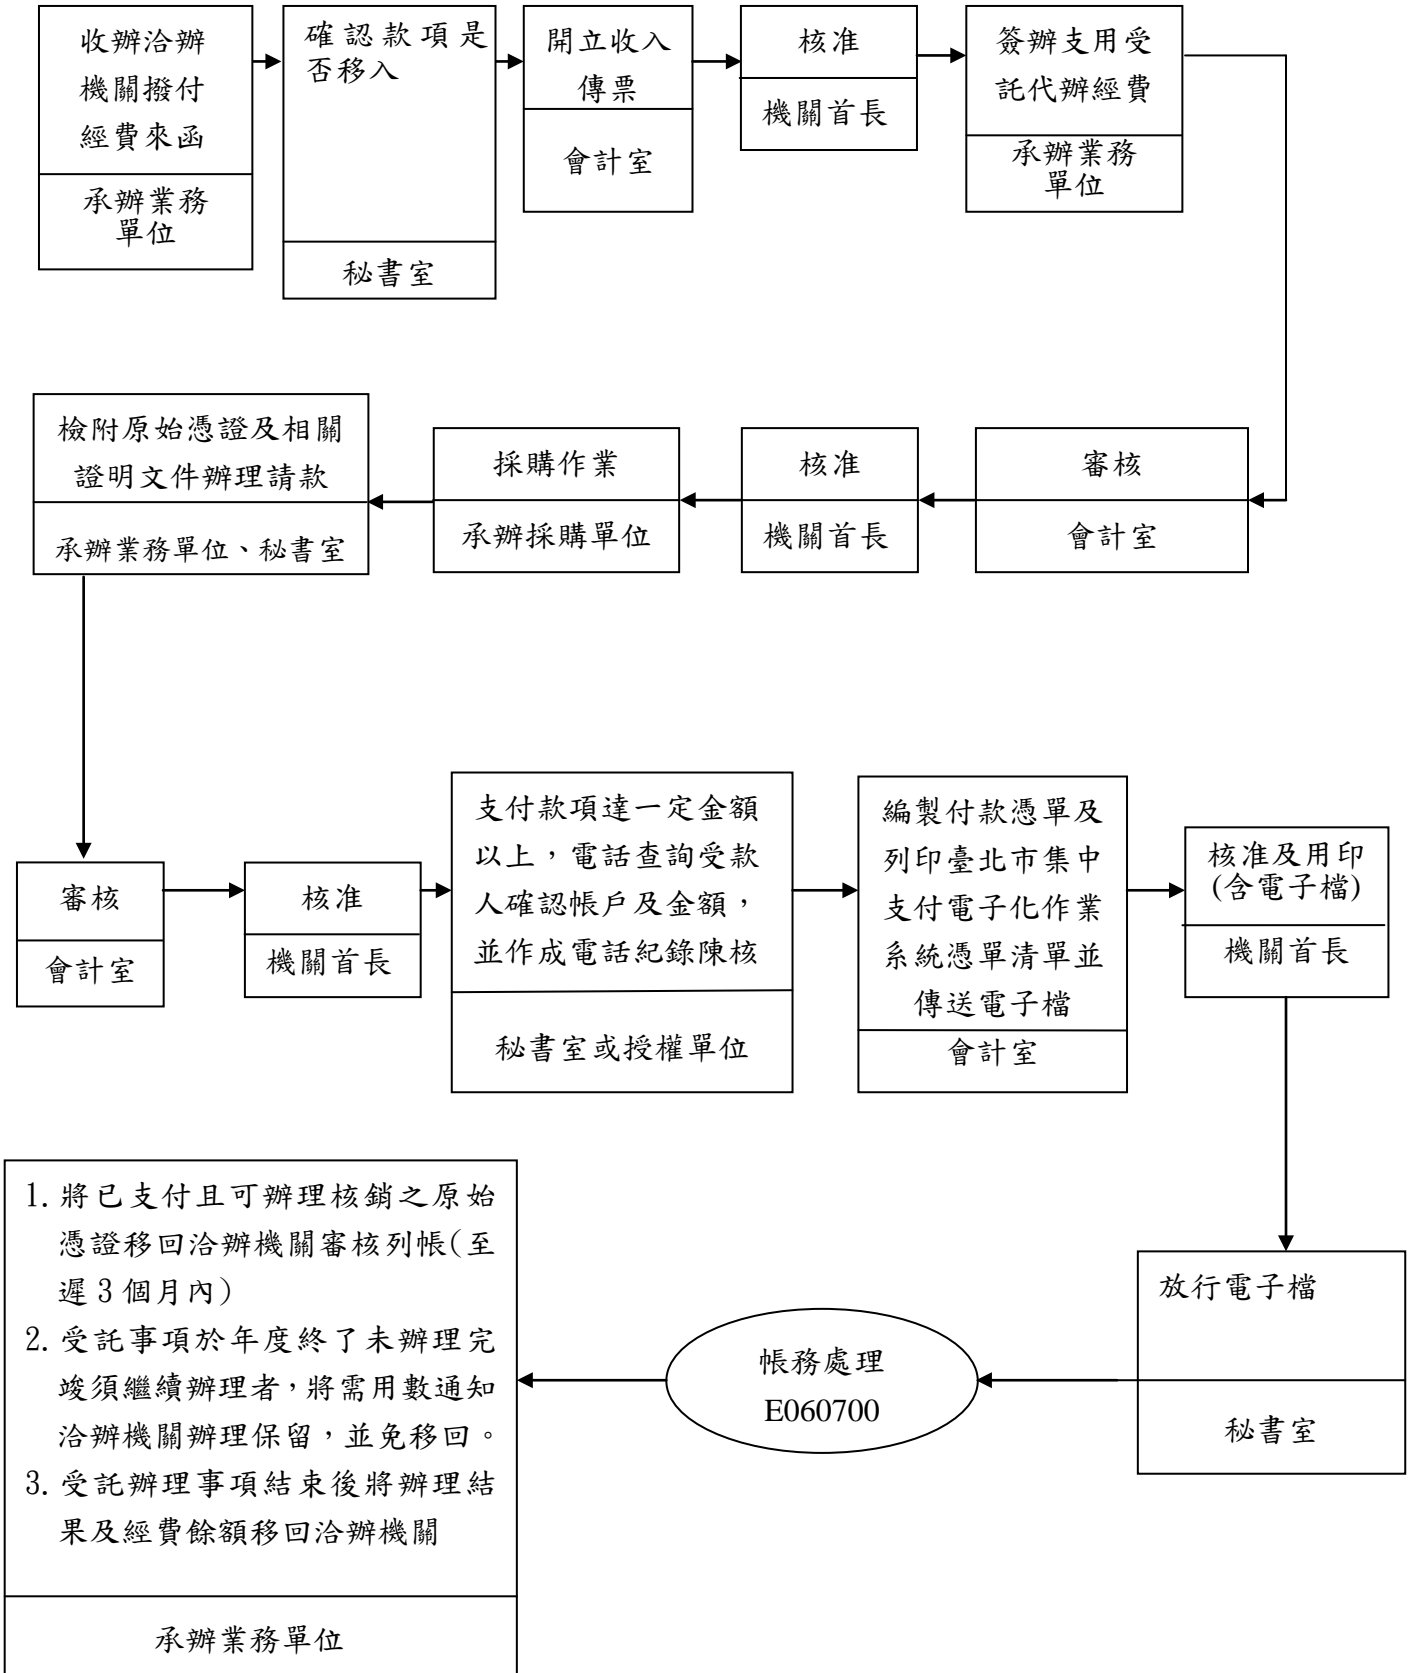 收辦洽辦
機關撥付
經費來函
承辦業務
單位
確認款項是
否移入
秘書室
開立收入
傳票
會計室
核准
機關首長
簽辦支用受
託代辦經費
承辦業務
單位
審核
會計室
核准
機關首長
採購作業
承辦採購單位
檢附原始憑證及相關
證明文件辦理請款
承辦業務單位、秘書室
審核
會計室
核准
機關首長
支付款項達一定金額
以上，電話查詢受款
人確認帳戶及金額，
並作成電話紀錄陳核
秘書室或授權單位
編製付款憑單及
列印臺北市集中
支付電子化作業
系統憑單清單並
傳送電子檔
會計室
核准及用印
(含電子檔)
機關首長
放行電子檔
秘書室
帳務處理
E060700
1. 將已支付且可辦理核銷之原始
憑證移回洽辦機關審核列帳(至
遲 3 個月內)
2. 受託事項於年度終了未辦理完
竣須繼續辦理者，將需用數通知
洽辦機關辦理保留，並免移回。
3. 受託辦理事項結束後將辦理結
果及經費餘額移回洽辦機關
承辦業務單位